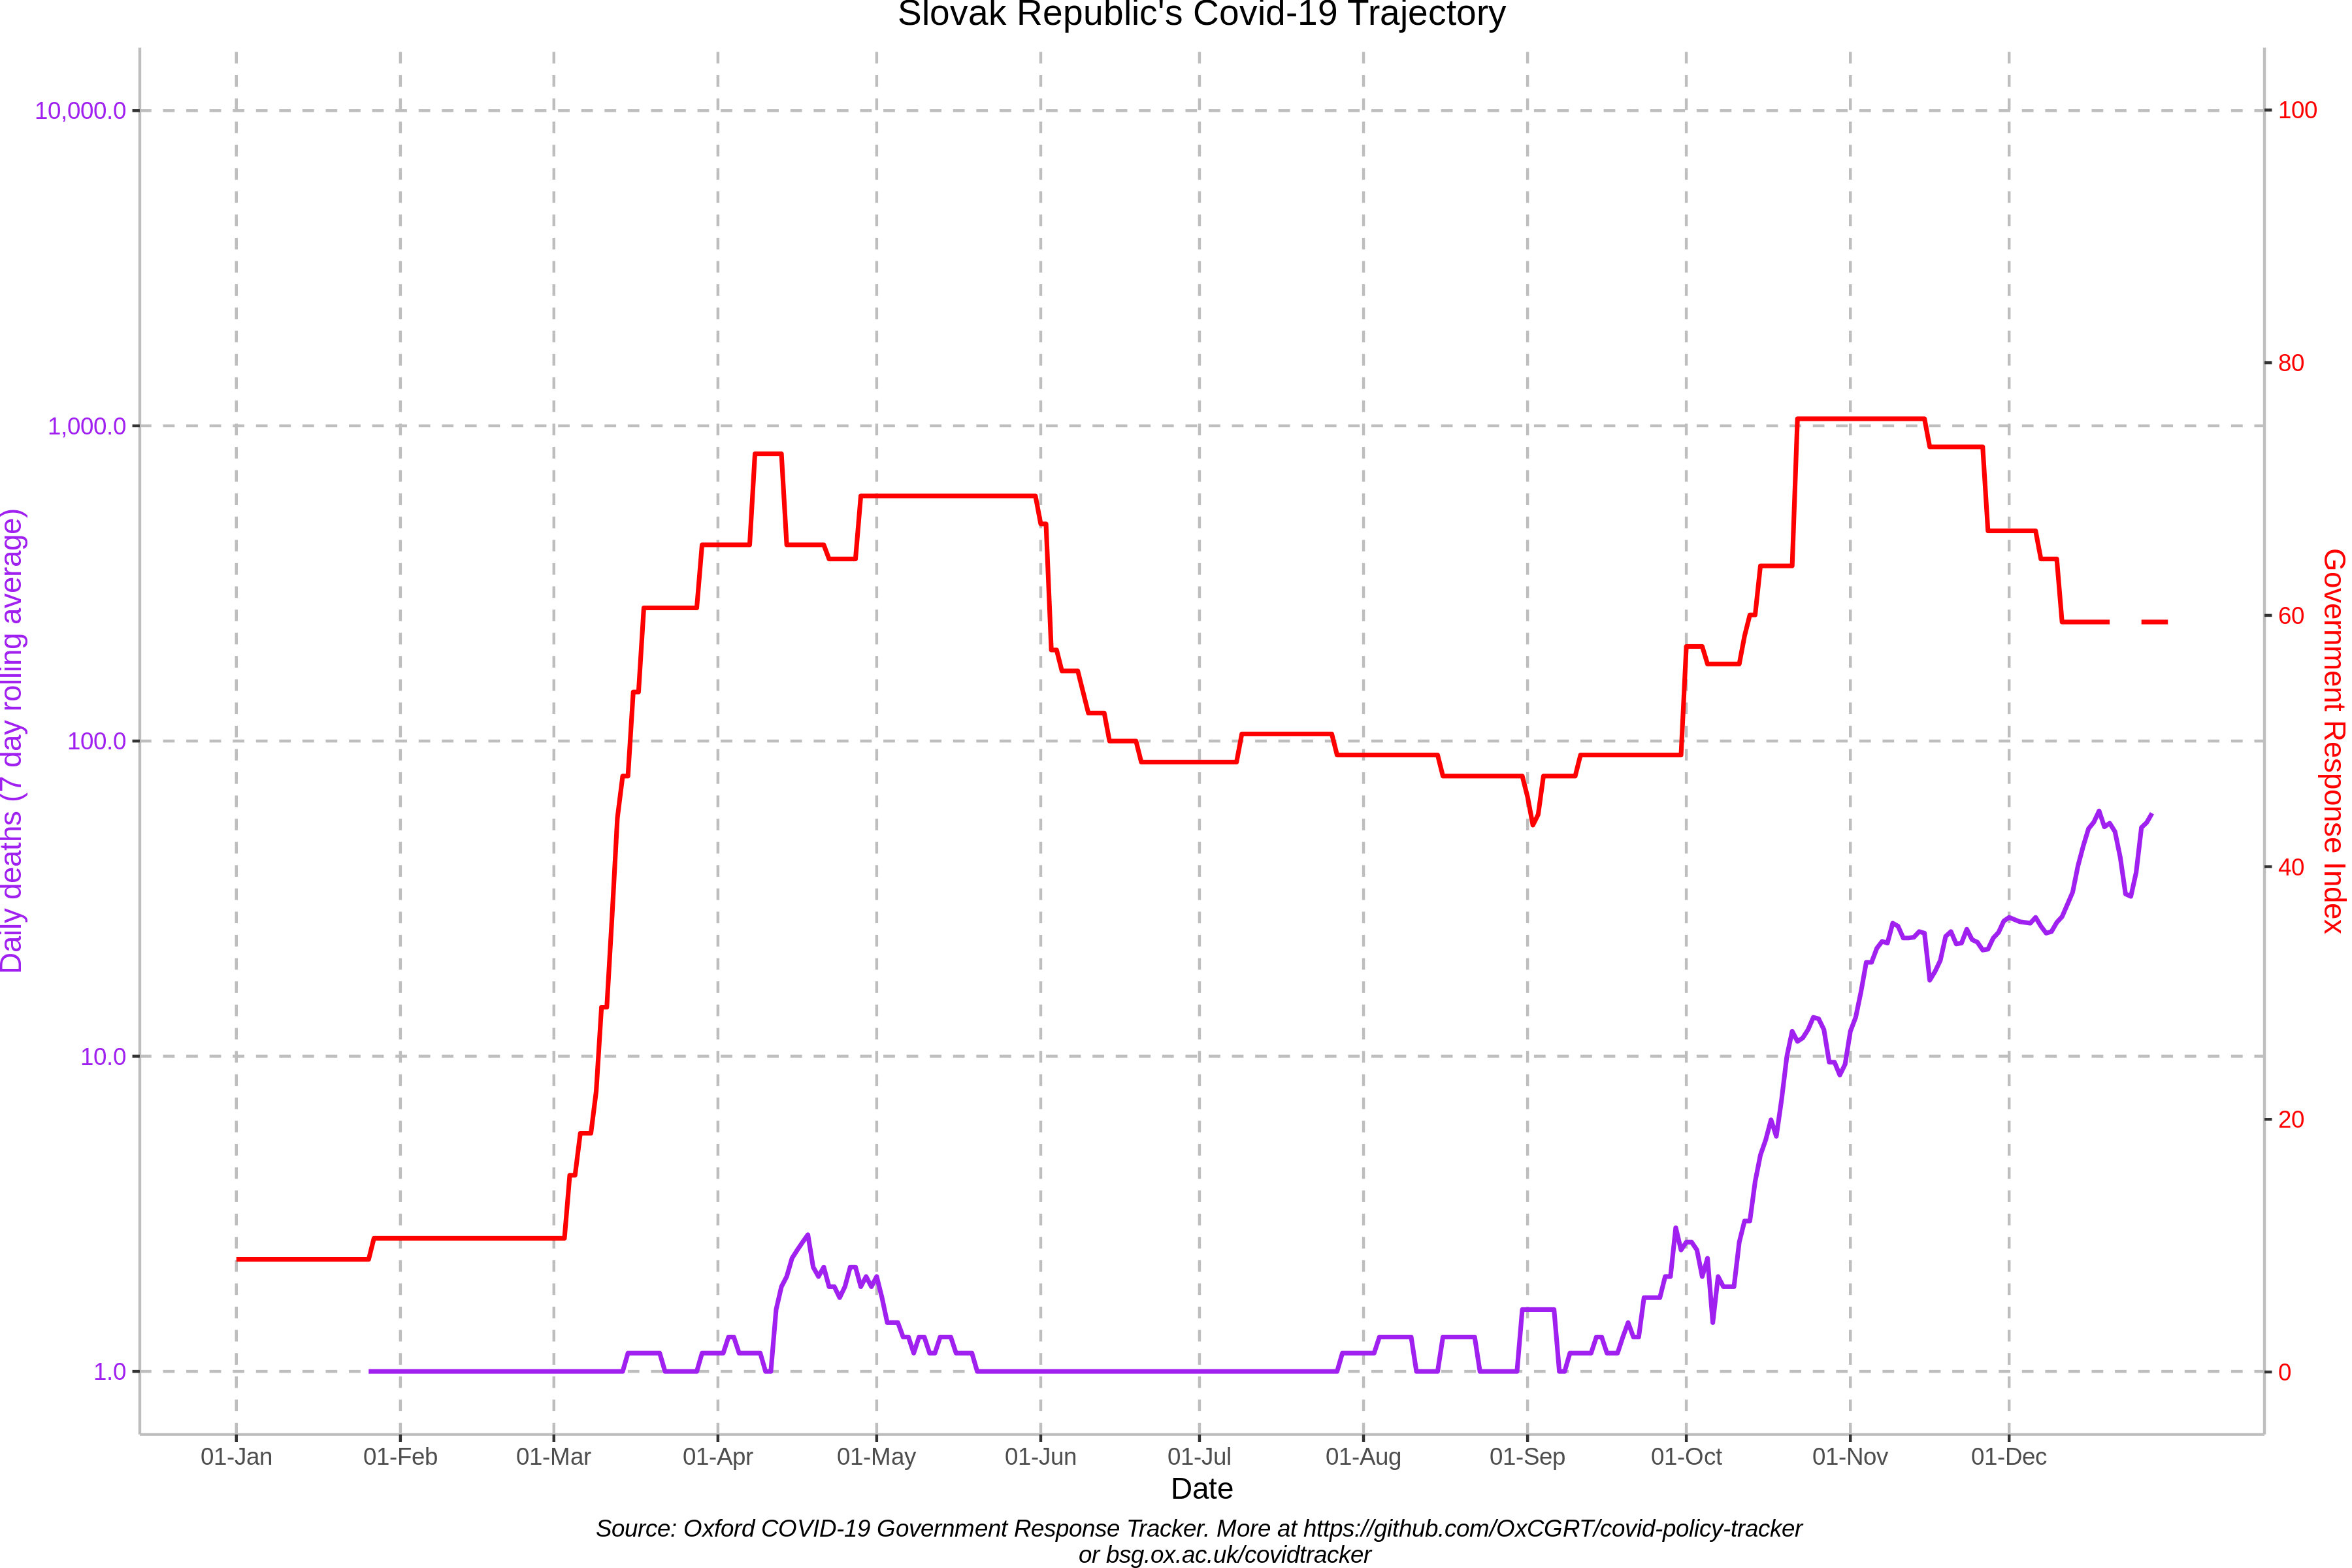 Slovak Republic's Covid-19 Trajectory
10,000.0
1,000.0
100.0
10.0
1.0
Daily deaths (7 day rolling average)
100
80
60
40
20
0
Government Response Index
01-Jan 01-Feb 01-Mar 01-Apr 01-May 01-Jun 01-Jul 01-Aug 01-Sep 01-Oct 01-Nov 01-Dec
Date
Source: Oxford COVID-19 Government Response Tracker. More at https://github.com/OxCGRT/covid-policy-tracker
or bsg.ox.ac.uk/covidtracker